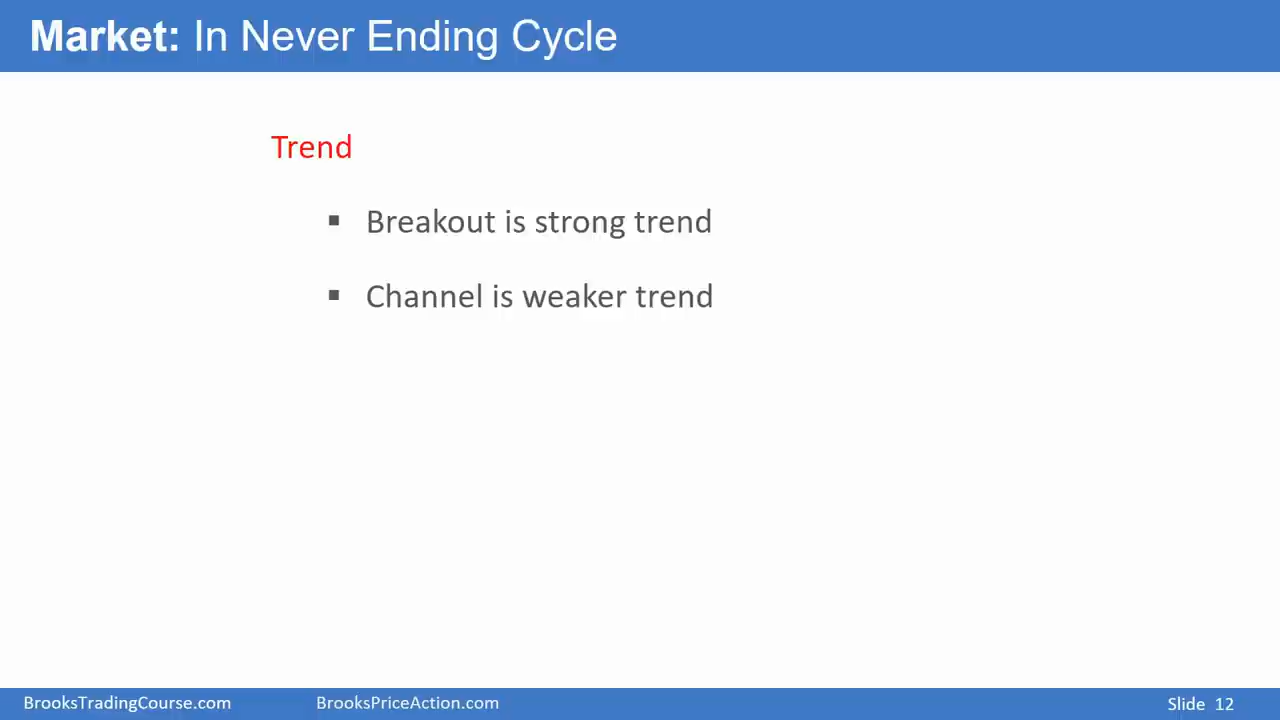 Market: In Never Ending Cycle
Trend
▪ Breakout is strong trend
▪ Channel is weaker trend
BrooksTradingCourse.com BrooksPriceAction.com Slide 12